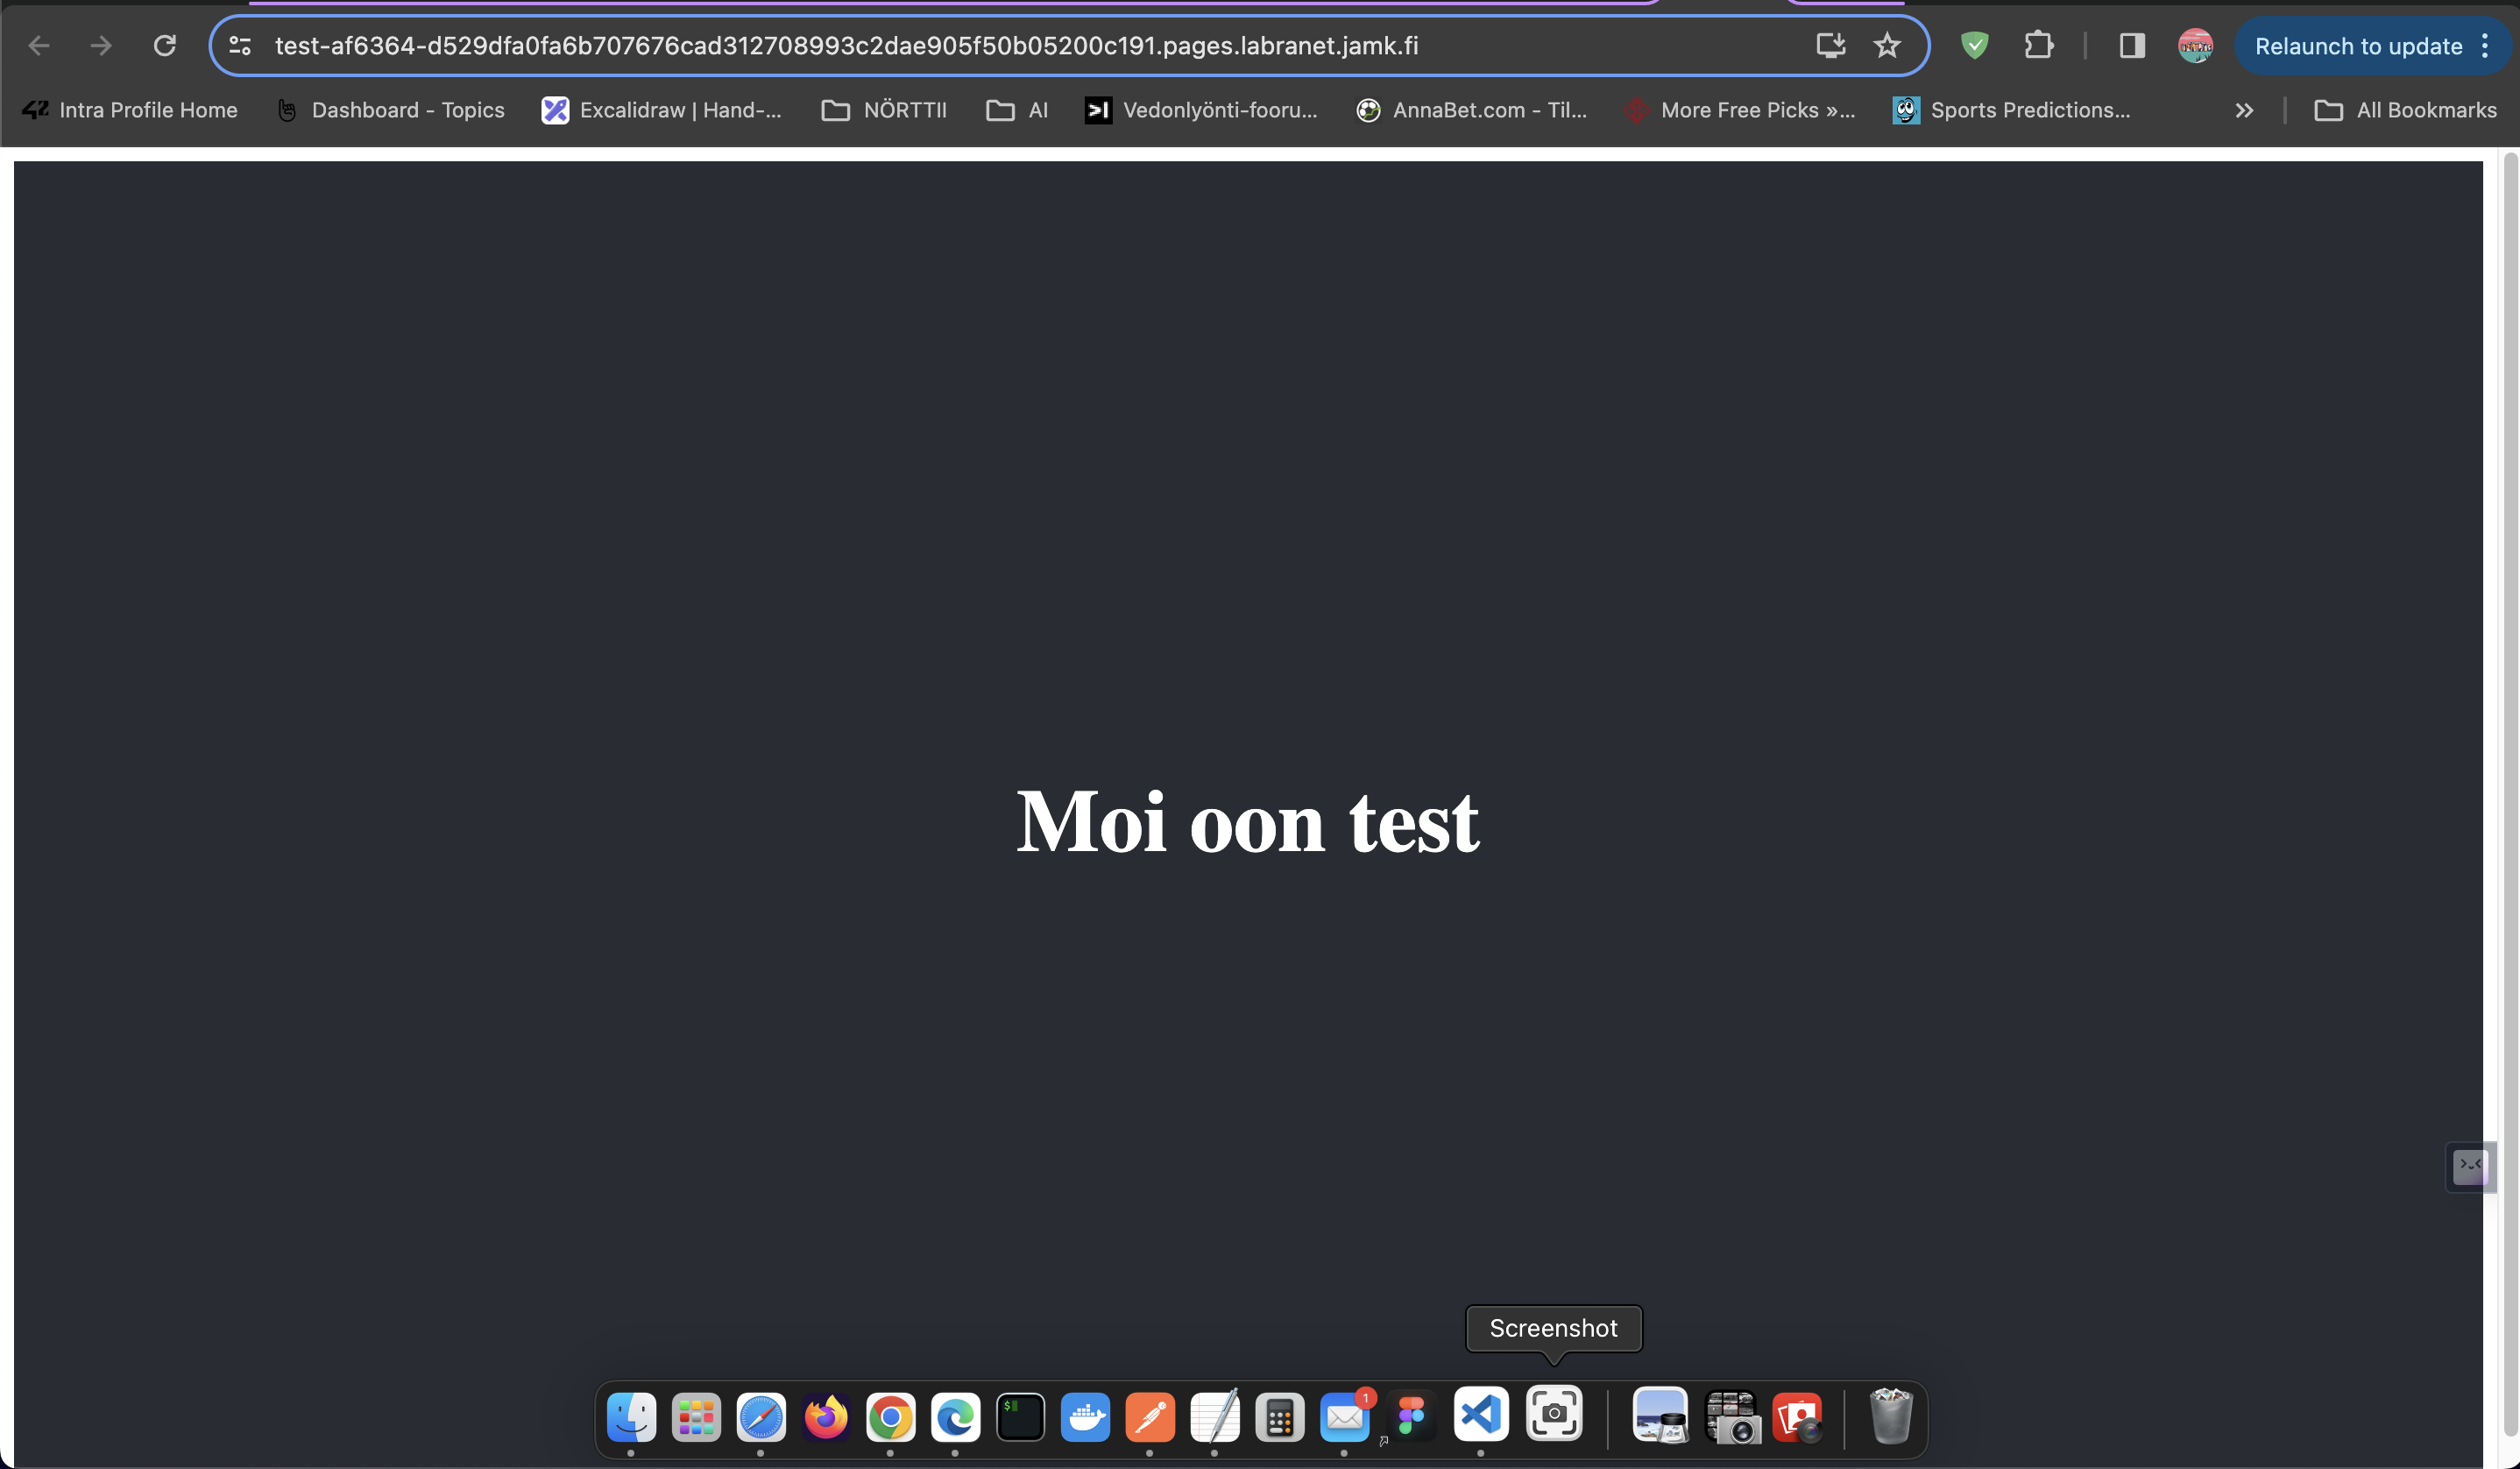 test-af6364-d529dfa0fa6b707676cad312708993c2dae905f50b05200c191.pages.labranet.jamk.fi
Relaunch to update
Intra Profile Home
Dashboard - Topics
Excalidraw | Hand-...
NÖRTTII
AI
Vedonlyönti-fooru...
AnnaBet.com - Til...
More Free Picks »...
Sports Predictions...
All Bookmarks
Moi oon test
Screenshot
1